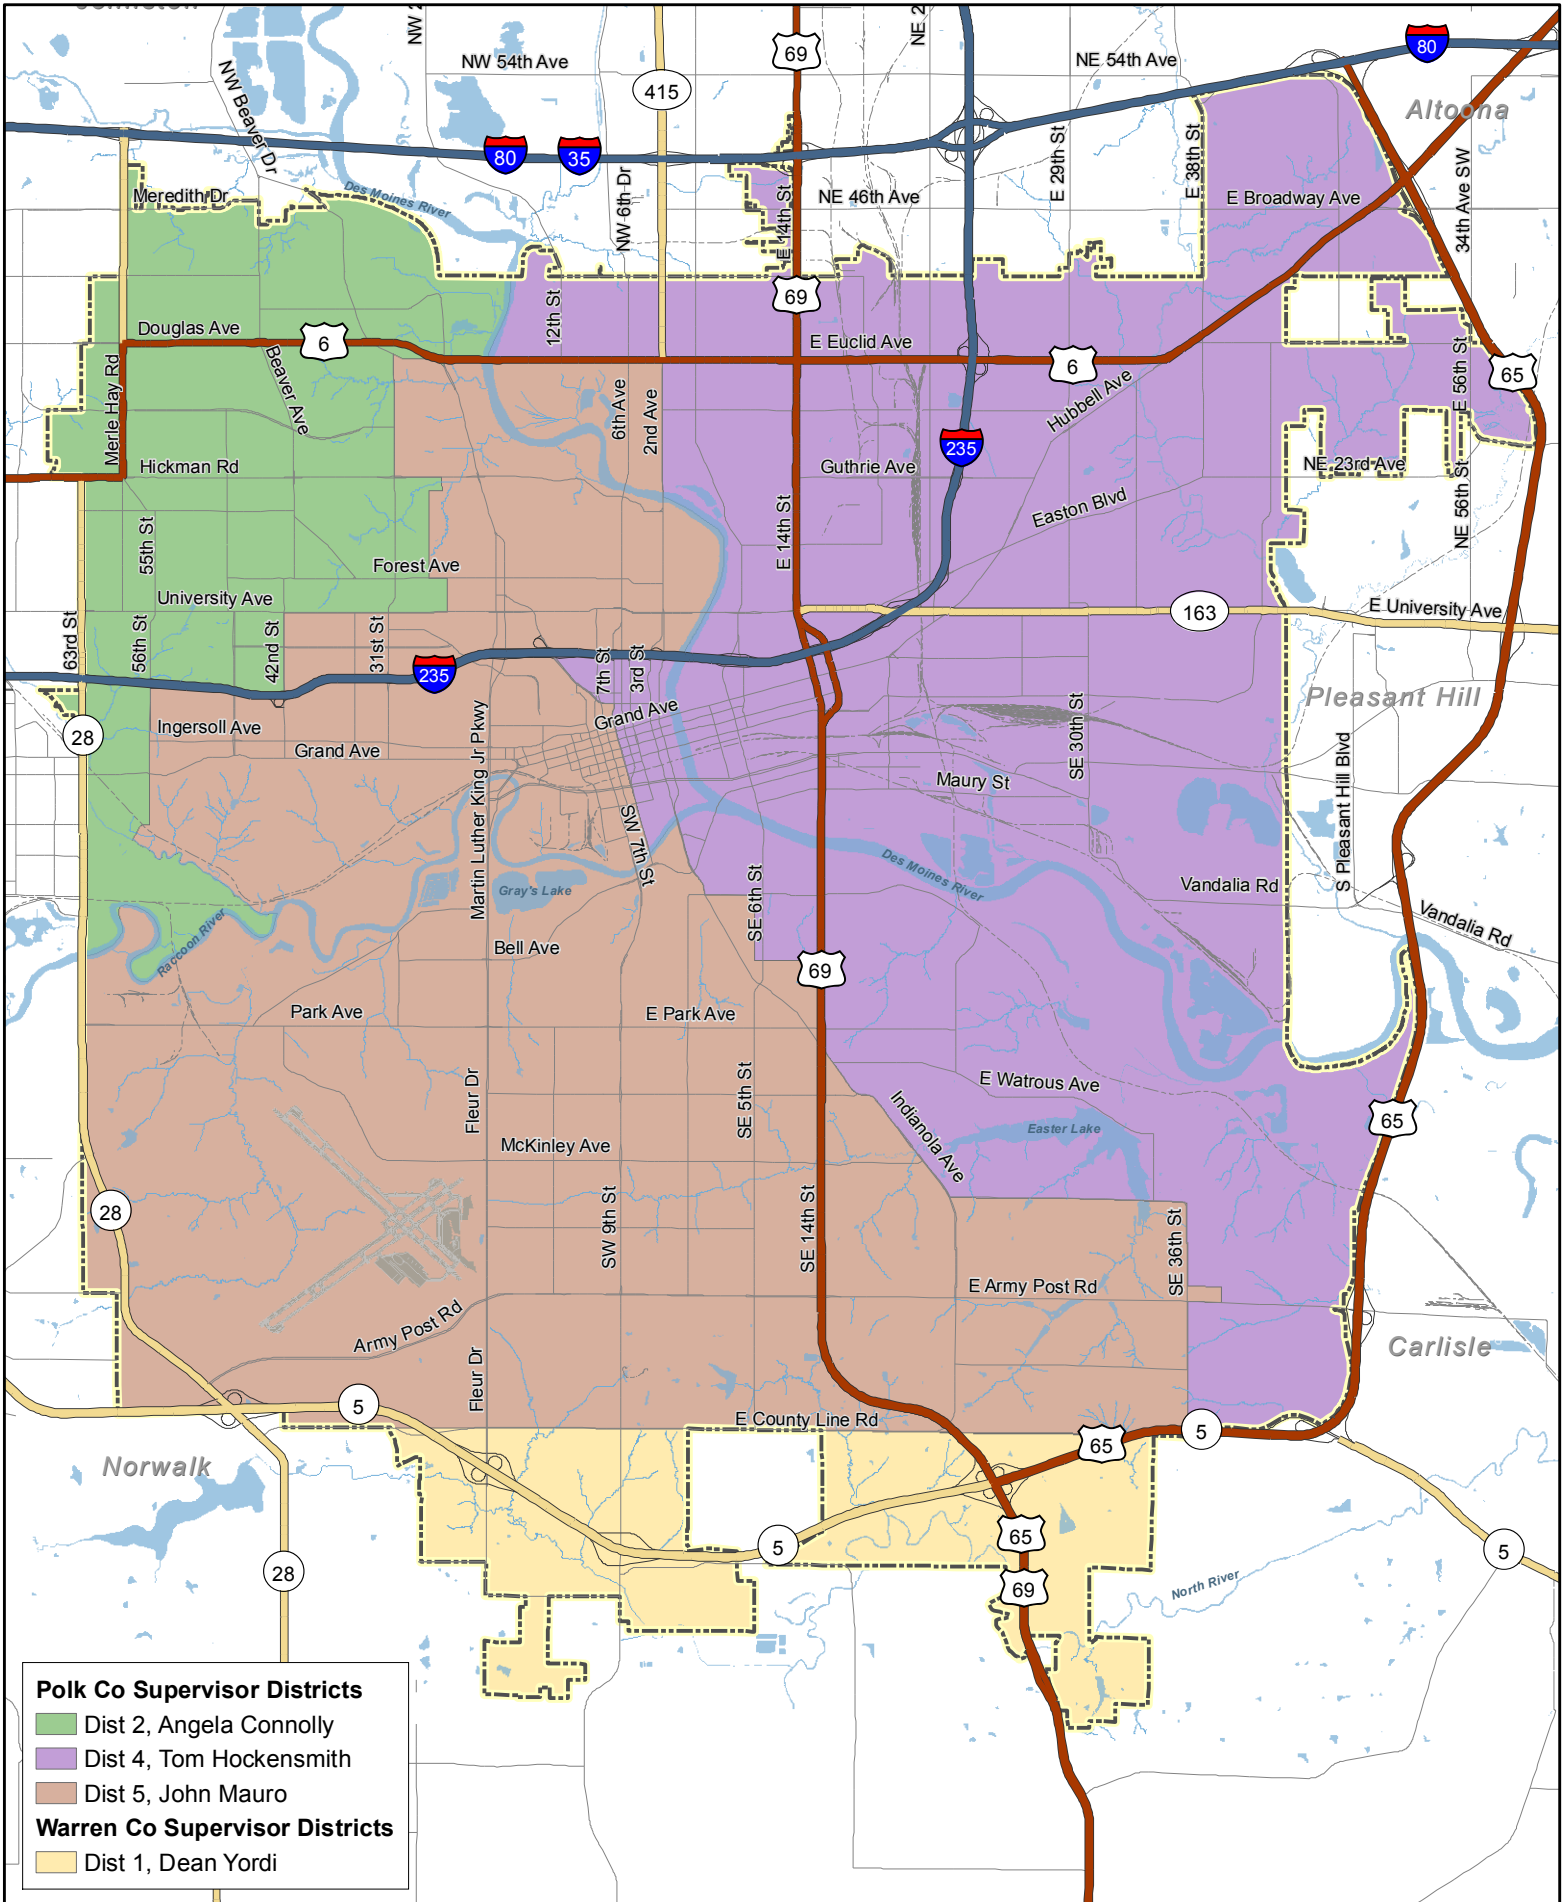 Johnston
NW 2
NE 2
69
80
NW 54th Ave
NE 54th Ave
415
Altoona
NW Beaver Dr
80
35
E 29th St
E 38th St
34th Ave SW
Meredith Dr
Des Moines River
NW 6th Dr
E 14th St
NE 46th Ave
E Broadway Ave
69
12th St
Douglas Ave
6
E Euclid Ave
6
Beaver Ave
Merle Hay Rd
Hubbell Ave
E 56th St
65
6th Ave
2nd Ave
235
Hickman Rd
Guthrie Ave
NE 23rd Ave
Easton Blvd
E 14th St
NE 56th St
55th St
Forest Ave
University Ave
163
E University Ave
63rd St
56th St
42nd St
31st St
235
7th St
3rd St
Pleasant Hill
Grand Ave
Ingersoll Ave
28
Grand Ave
Martin Luther King Jr Pkwy
SE 30th St
Maury St
S Pleasant Hill Blvd
SW 7th St
Des Moines River
Gray's Lake
Vandalia Rd
Vandalia Rd
SE 6th St
Raccoon River
Bell Ave
69
Park Ave
E Park Ave
Fleur Dr
SE 5th St
E Watrous Ave
Indianola Ave
Easter Lake
65
McKinley Ave
28
SW 9th St
SE 14th St
SE 36th St
E Army Post Rd
Army Post Rd
Carlisle
Fleur Dr
5
E County Line Rd
65
5
Norwalk
5
65
5
28
69
North River
Polk Co Supervisor Districts
Dist 2, Angela Connolly
Dist 4, Tom Hockensmith
Dist 5, John Mauro
Warren Co Supervisor Districts
Dist 1, Dean Yordi